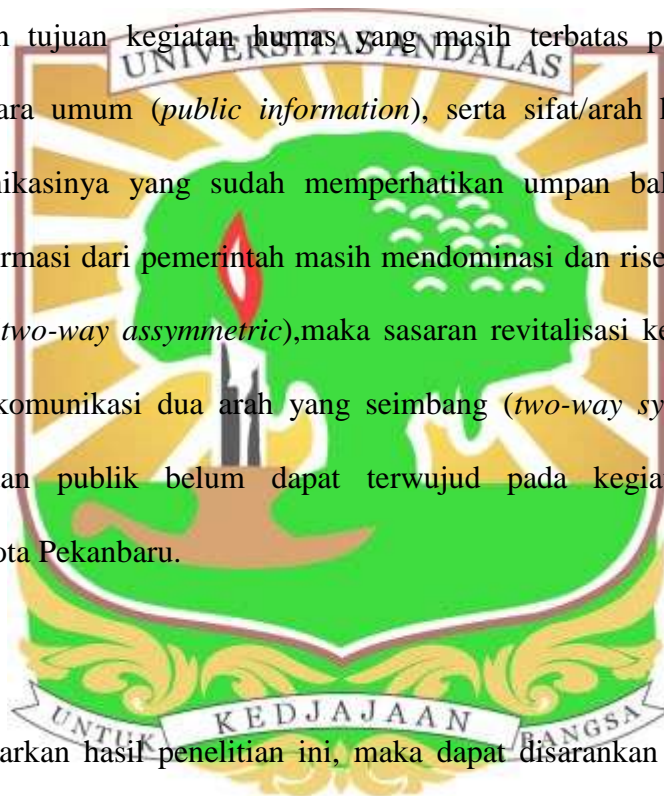 n tujuan kegiatan humas yang masih terbatas p
UNIVERSITAS ANDALAS
ara umum (public information), serta sifat/arah
nikasinya yang sudah memperhatikan umpan bal
rmasi dari pemerintah masih mendominasi dan rise
two-way assymmetric),maka sasaran revitalisasi ke
komunikasi dua arah yang seimbang (two-way sy
an publik belum dapat terwujud pada kegia
ota Pekanbaru.
UNTUK KEDJAJAAN BANGSA
arkan hasil penelitian ini, maka dapat disarankan